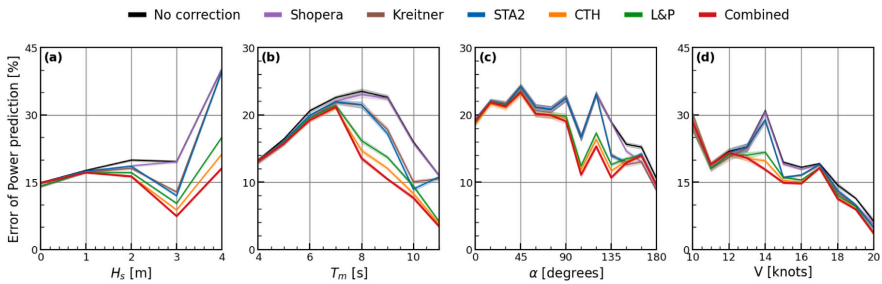 No correction Shopera Kreitner STA2 CTH L&P Combined
Error of Power prediction [%]
(a)
45
30
15
0
0 1 2 3 4
H_s [m]
(b)
30
20
10
0
4 6 8 10
T_m [s]
(c)
30
20
10
0
0 45 90 135 180
α [degrees]
(d)
45
30
15
0
10 12 14 16 18 20
V [knots]